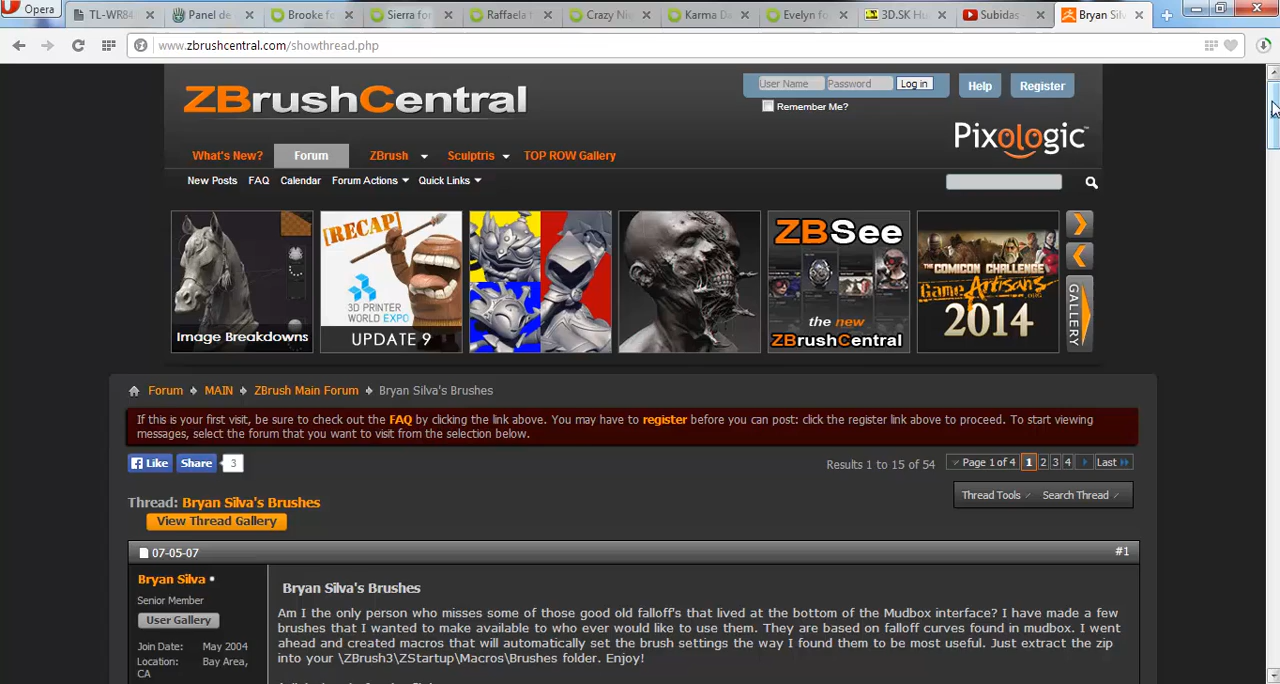 Opera
TL-WR84
Panel de
Brooke fo
Sierra for
Raffaela f
Crazy Ni
Karma Da
Evelyn fo
3D.SK Hu
Subidas
Bryan Silv
www.zbrushcentral.com/showthread.php
ZBrushCentral
User Name
Password
Log in
Help
Register
Remember Me?
Pixologic
What's New?
Forum
ZBrush
Sculptris
TOP ROW Gallery
New Posts
FAQ
Calendar
Forum Actions
Quick Links
Image Breakdowns
[RECAP]
3D PRINTER
WORLD EXPO
UPDATE 9
ZBSee
the new
ZBrushCentral
THE COMICON CHALLENGE
GameArtisans.ORG
2014
GALLERY
Forum MAIN ZBrush Main Forum Bryan Silva's Brushes
If this is your first visit, be sure to check out the FAQ by clicking the link above. You may have to register before you can post: click the register link above to proceed. To start viewing
messages, select the forum that you want to visit from the selection below.
Like
Share
3
Results 1 to 15 of 54
Page 1 of 4
1
2
3
4
Last
Thread: Bryan Silva's Brushes
Thread Tools
Search Thread
View Thread Gallery
07-05-07
#1
Bryan Silva
Senior Member
User Gallery
Join Date: May 2004
Location: Bay Area,
CA
Bryan Silva's Brushes
Am I the only person who misses some of those good old falloff's that lived at the bottom of the Mudbox interface? I have made a few
brushes that I wanted to make available to who ever would like to use them. They are based on falloff curves found in mudbox. I went
ahead and created macros that will automatically set the brush settings the way I found them to be most useful. Just extract the zip
into your \ZBrush3\ZStartup\Macros\Brushes folder. Enjoy!